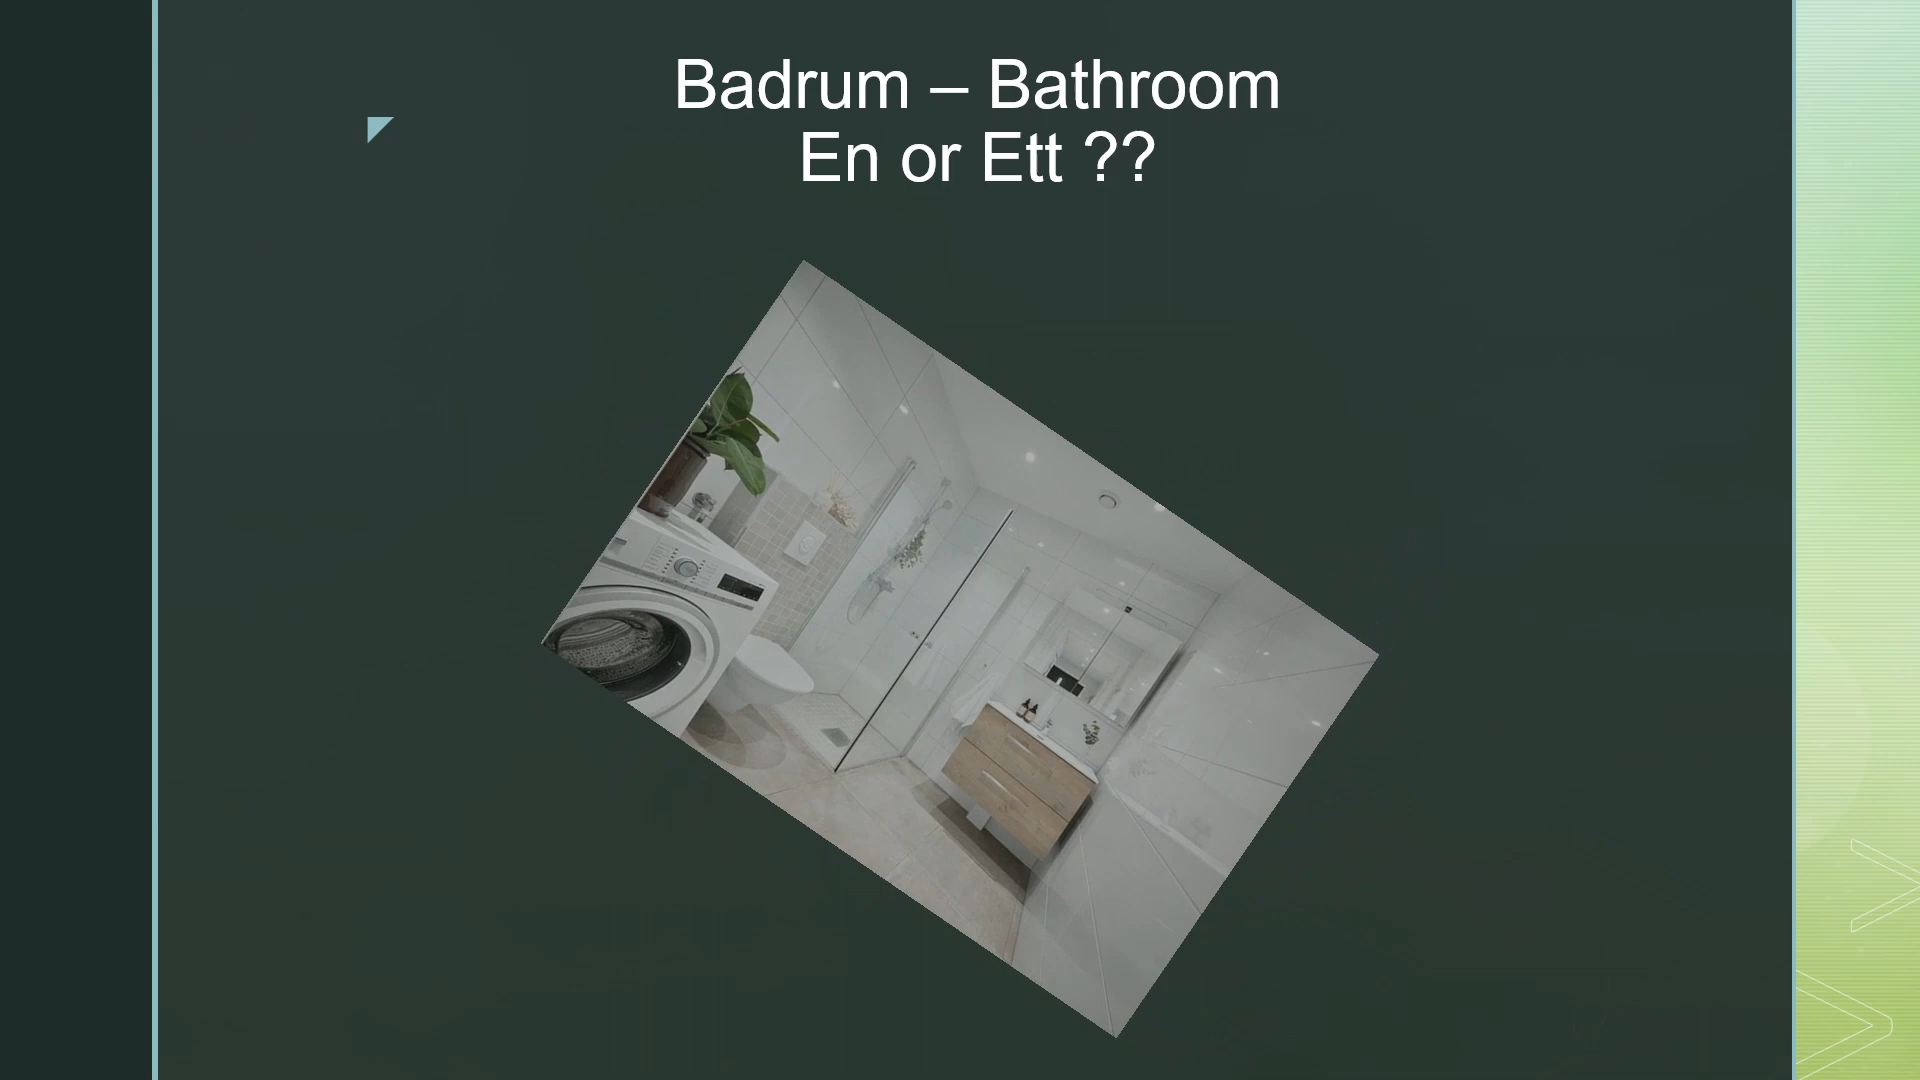 Badrum – Bathroom
En or Ett ??